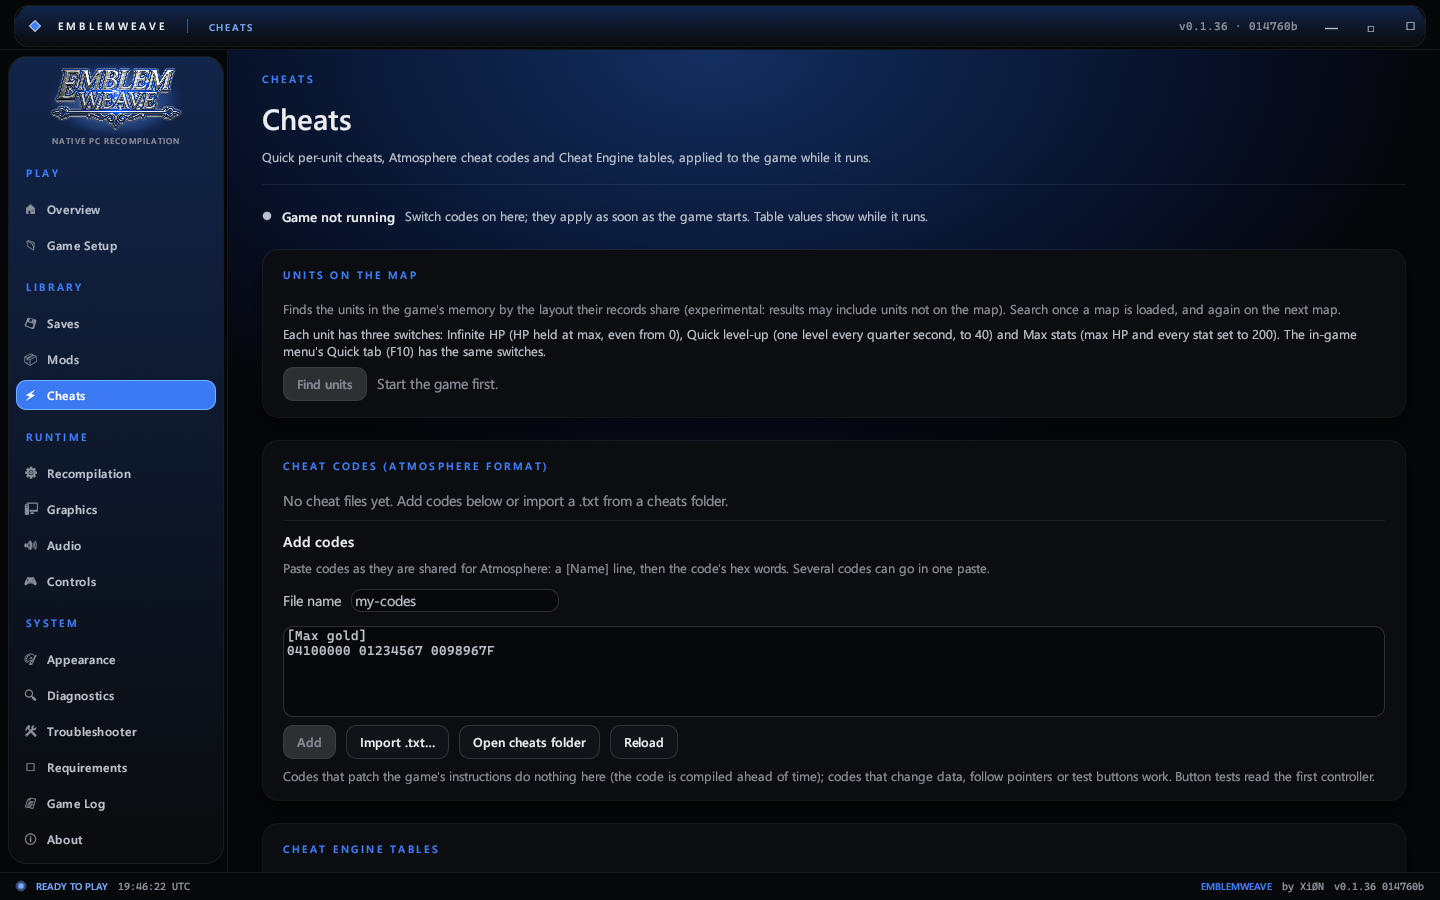 EMBLEMWEAVE
CHEATS
v0.1.36 · 014760b
EMBLEM
WEAVE
NATIVE PC RECOMPILATION
PLAY
Overview
Game Setup
LIBRARY
Saves
Mods
Cheats
RUNTIME
Recompilation
Graphics
Audio
Controls
SYSTEM
Appearance
Diagnostics
Troubleshooter
Requirements
Game Log
About
CHEATS
Cheats
Quick per-unit cheats, Atmosphere cheat codes and Cheat Engine tables, applied to the game while it runs.
Game not running Switch codes on here; they apply as soon as the game starts. Table values show while it runs.
UNITS ON THE MAP
Finds the units in the game's memory by the layout their records share (experimental: results may include units not on the map). Search once a map is loaded, and again on the next map.
Each unit has three switches: Infinite HP (HP held at max, even from 0), Quick level-up (one level every quarter second, to 40) and Max stats (max HP and every stat set to 200). The in-game
menu's Quick tab (F10) has the same switches.
Find units Start the game first.
CHEAT CODES (ATMOSPHERE FORMAT)
No cheat files yet. Add codes below or import a .txt from a cheats folder.
Add codes
Paste codes as they are shared for Atmosphere: a [Name] line, then the code's hex words. Several codes can go in one paste.
File name my-codes
[Max gold]
04100000 01234567 0098967F
Add Import .txt... Open cheats folder Reload
Codes that patch the game's instructions do nothing here (the code is compiled ahead of time); codes that change data, follow pointers or test buttons work. Button tests read the first controller.
CHEAT ENGINE TABLES
READY TO PLAY 19:46:22 UTC
EMBLEMWEAVE by XiØN v0.1.36 014760b